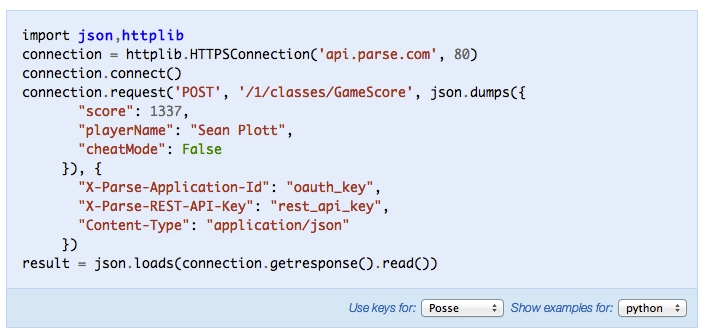 import json,httplib
connection = httplib.HTTPSConnection('api.parse.com', 80)
connection.connect()
connection.request('POST', '/1/classes/GameScore', json.dumps({
       "score": 1337,
       "playerName": "Sean Plott",
       "cheatMode": False
     }), {
       "X-Parse-Application-Id": "oauth_key",
       "X-Parse-REST-API-Key": "rest_api_key",
       "Content-Type": "application/json"
     })
result = json.loads(connection.getresponse().read())
Use keys for: Posse Show examples for: python